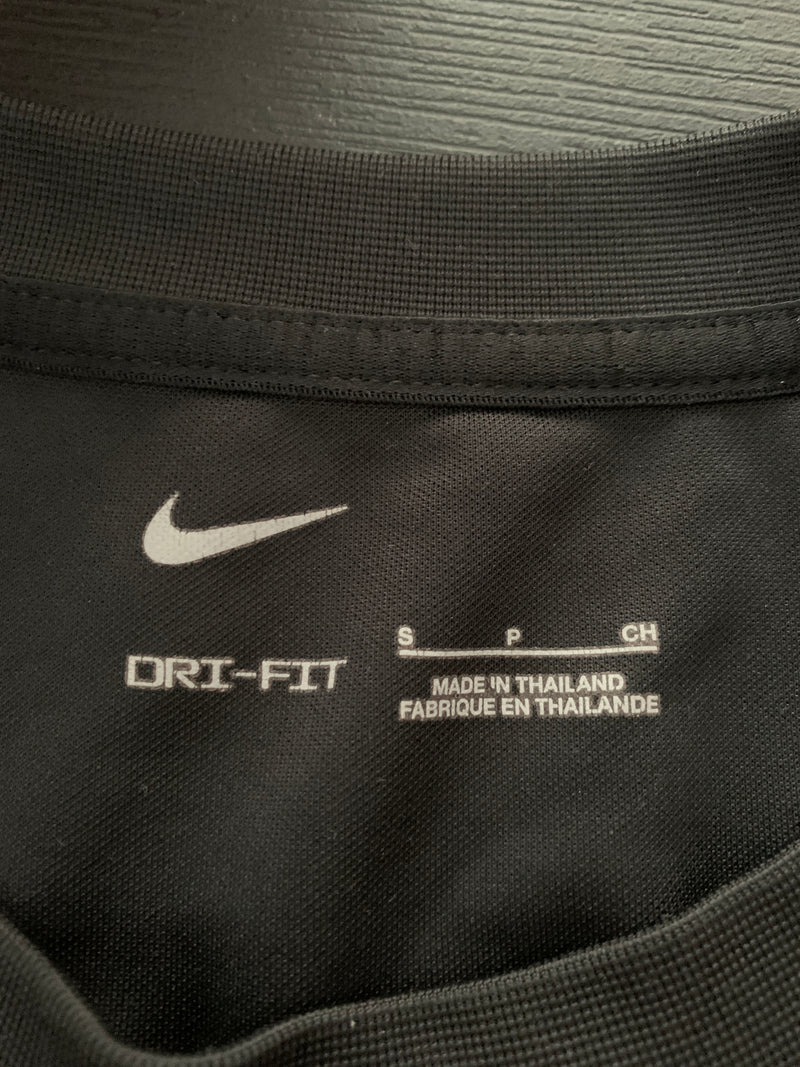 DRI-FIT
S P CH
MADE IN THAILAND
FABRIQUE EN THAILANDE